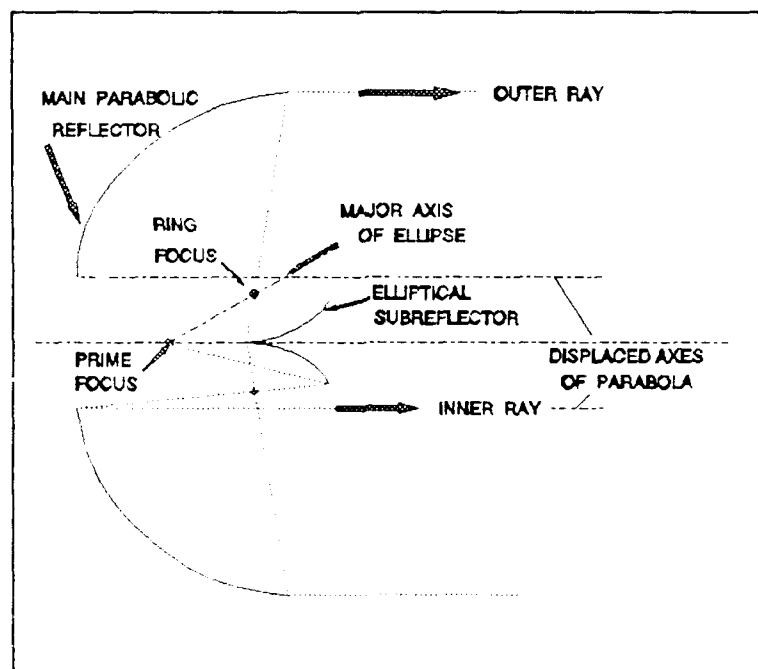 MAIN PARABOLIC
REFLECTOR
OUTER RAY
RING
FOCUS
MAJOR AXIS
OF ELLIPSE
ELLIPTICAL
SUBREFLECTOR
PRIME
FOCUS
DISPLACED AXES
OF PARABOLA
INNER RAY